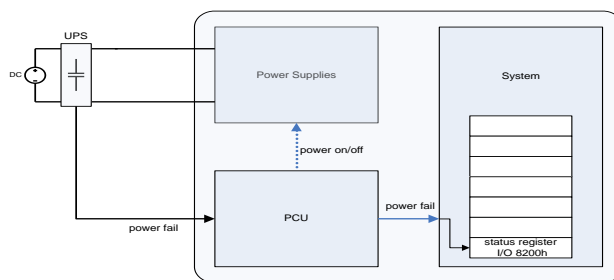 UPS
DC
Power Supplies
System
power on/off
PCU
power fail
power fail
status register
I/O 8200h